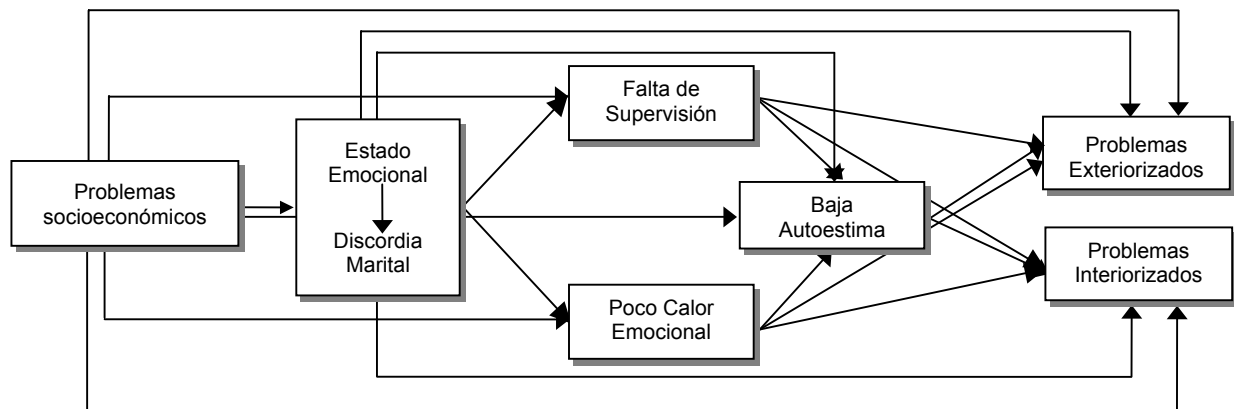 Problemas
socioeconómicos
Estado
Emocional
Discordia
Marital
Falta de
Supervisión
Poco Calor
Emocional
Baja
Autoestima
Problemas
Exteriorizados
Problemas
Interiorizados